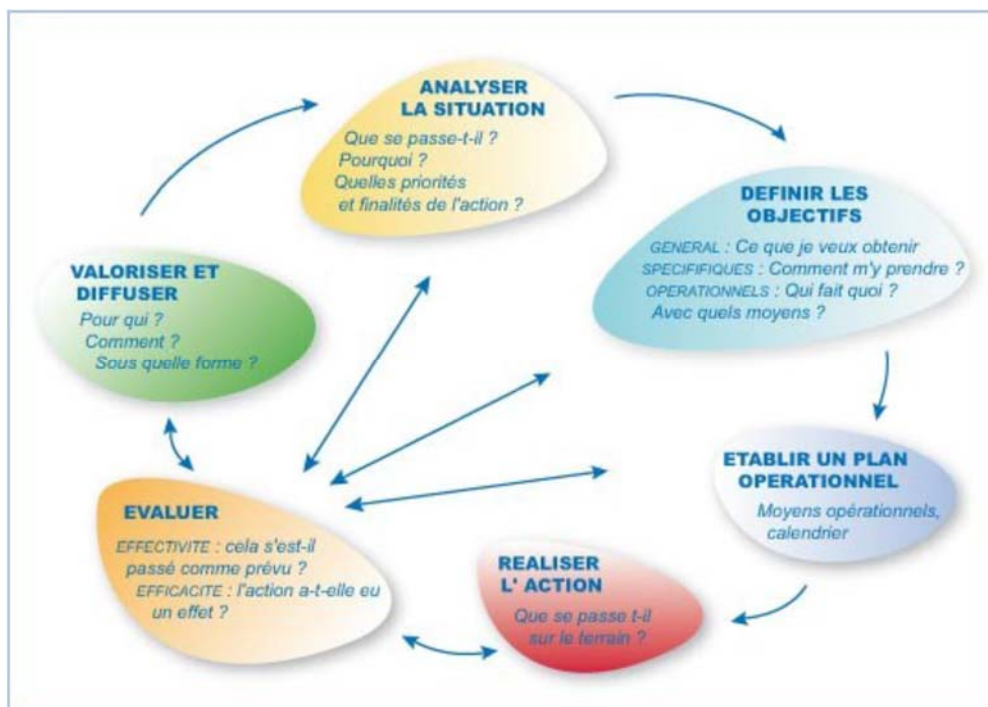 ANALYSER
LA SITUATION
Que se passe-t-il ?
Pourquoi ?
Quelles priorités
et finalités de l'action ?
DEFINIR LES
OBJECTIFS
GENERAL : Ce que je veux obtenir
SPECIFIFIQUES : Comment m'y prendre ?
OPERATIONNELS : Qui fait quoi ?
Avec quels moyens ?
ETABLIR UN PLAN
OPERATIONNEL
Moyens opérationnels,
calendrier
REALISER
L' ACTION
Que se passe t-il
sur le terrain ?
EVALUER
EFFECTIVITE : cela s'est-il
passé comme prévu ?
EFFICACITE : l'action a-t-elle eu
un effet ?
VALORISER ET
DIFFUSER
Pour qui ?
Comment ?
Sous quelle forme ?